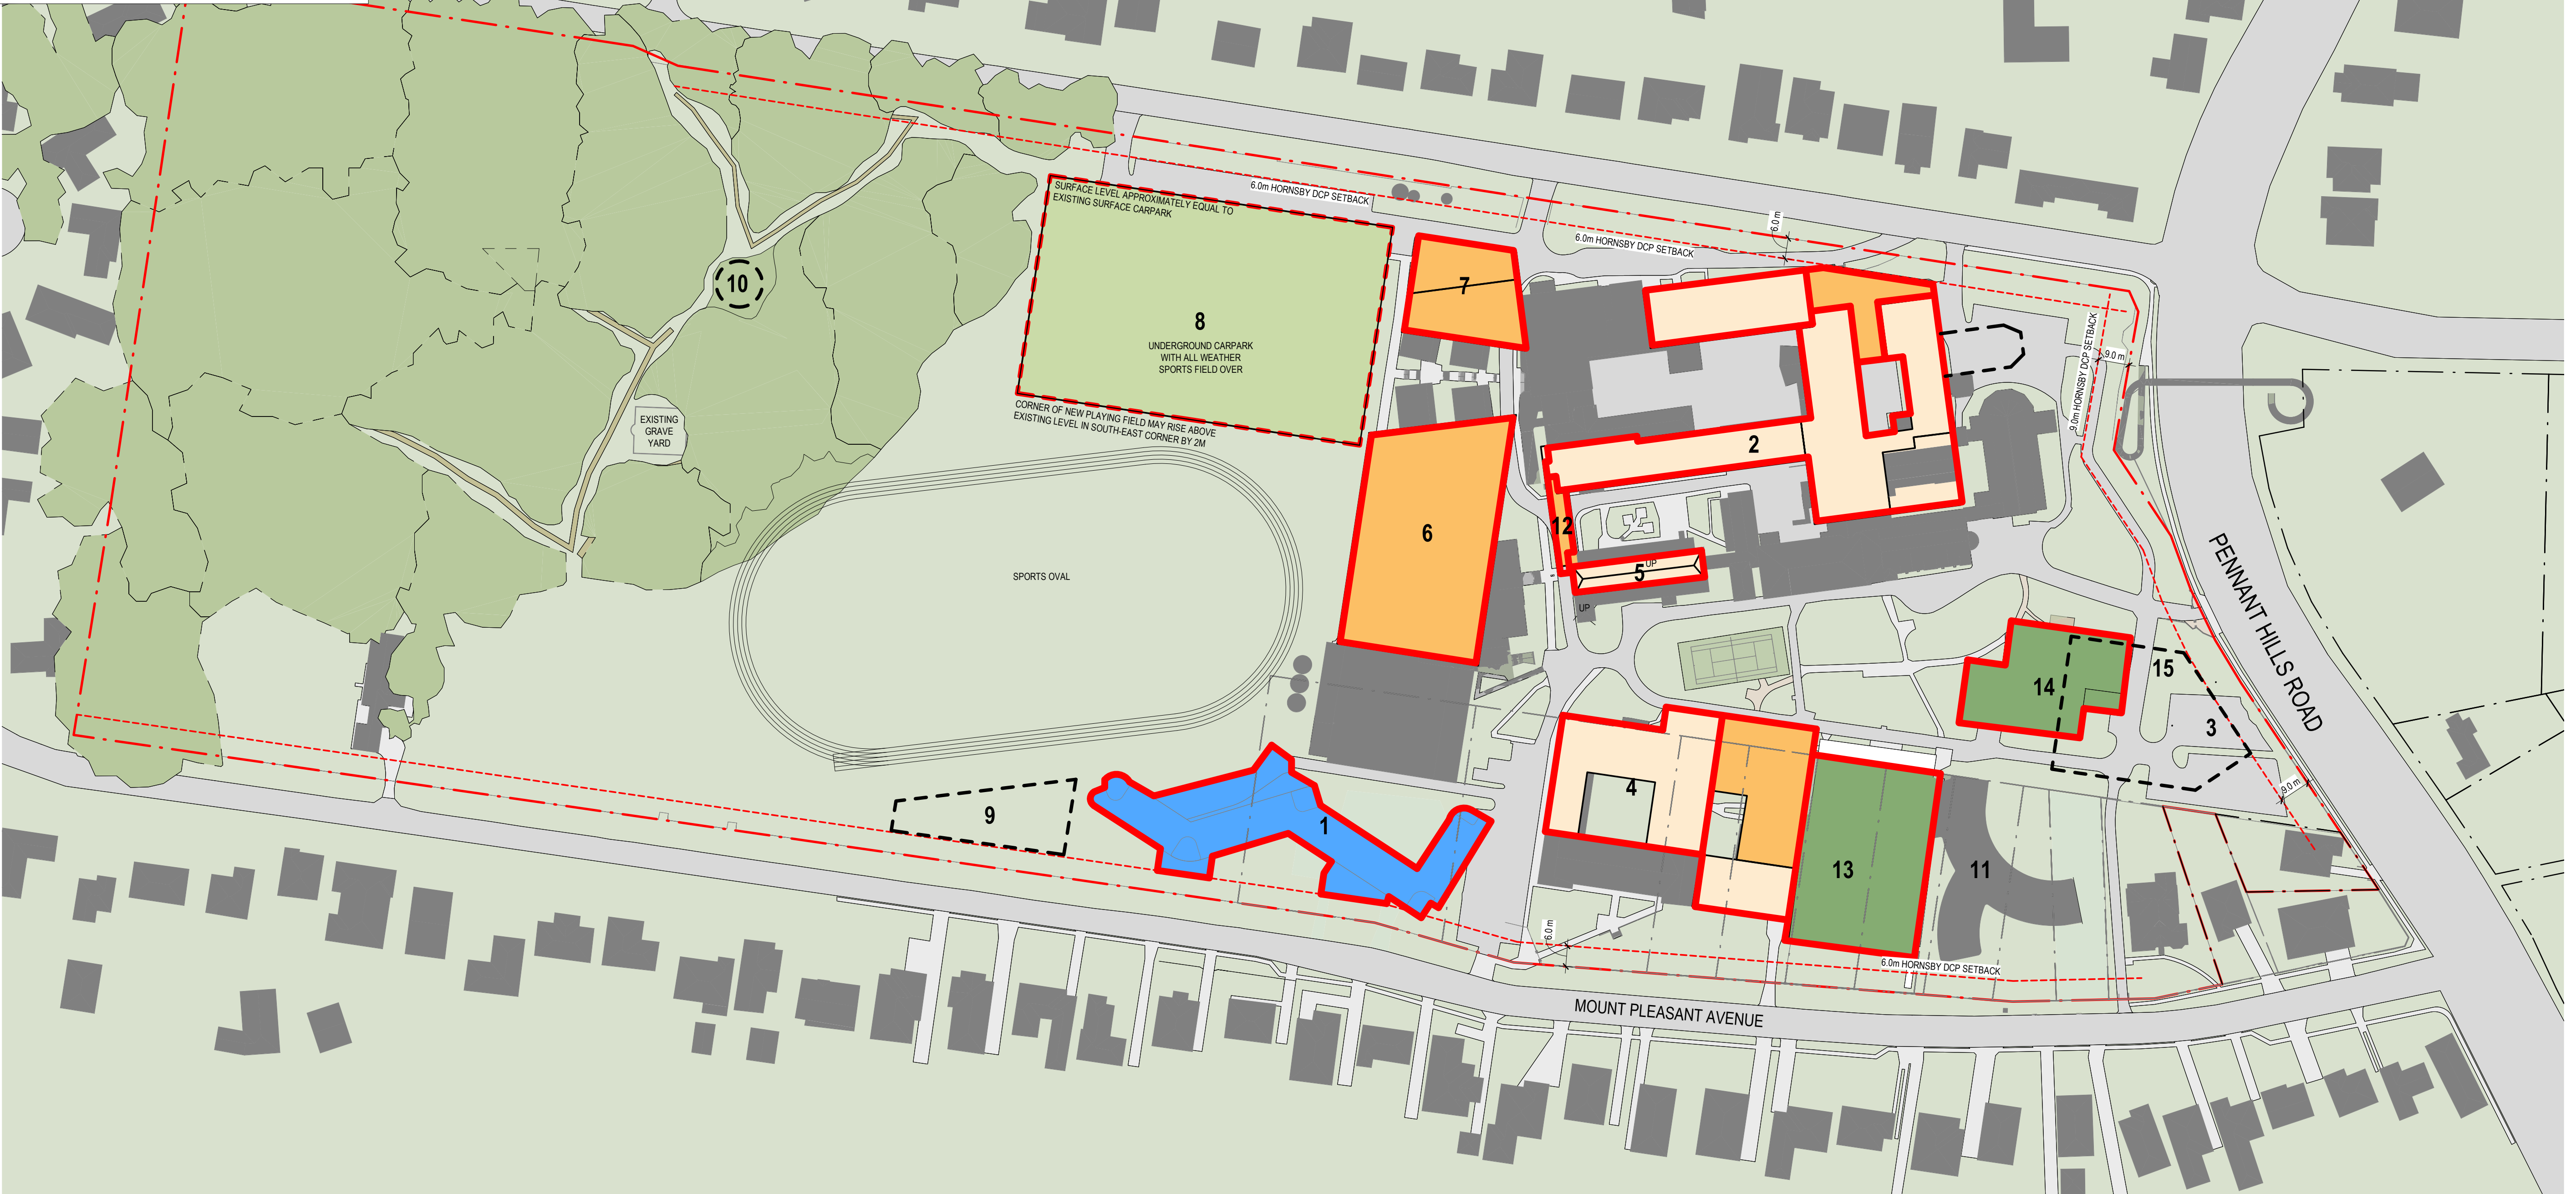 SURFACE LEVEL APPROXIMATELY EQUAL TO
EXISTING SURFACE CARPARK
6.0m HORNSBY DCP SETBACK
6.0m HORNSBY DCP SETBACK
6.0 m
7
10
8
UNDERGROUND CARPARK
WITH ALL WEATHER
SPORTS FIELD OVER
9.0m HORNSBY DCP SETBACK
9.0 m
CORNER OF NEW PLAYING FIELD MAY RISE ABOVE
EXISTING LEVEL IN SOUTH-EAST CORNER BY 2M
EXISTING
GRAVE
YARD
2
6
12
5
UP
UP
SPORTS OVAL
PENNANT HILLS ROAD
15
14
3
9.0 m
4
9
1
13
11
6.0 m
6.0m HORNSBY DCP SETBACK
MOUNT PLEASANT AVENUE